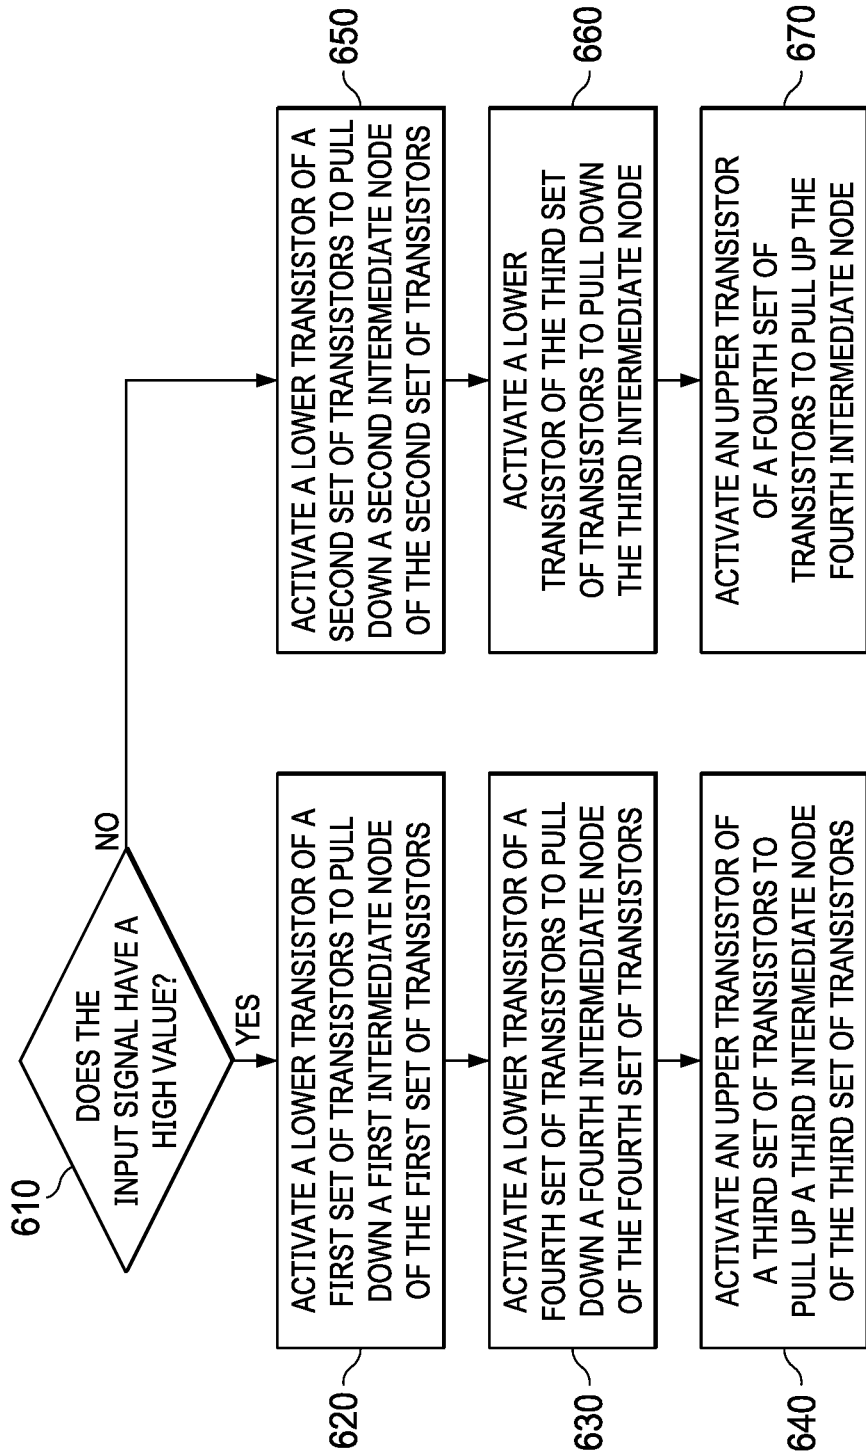 610
DOES THE
INPUT SIGNAL HAVE A
HIGH VALUE?
NO
YES
620
ACTIVATE A LOWER TRANSISTOR OF A
FIRST SET OF TRANSISTORS TO PULL
DOWN A FIRST INTERMEDIATE NODE
OF THE FIRST SET OF TRANSISTORS
630
ACTIVATE A LOWER TRANSISTOR OF A
FOURTH SET OF TRANSISTORS TO PULL
DOWN A FOURTH INTERMEDIATE NODE
OF THE FOURTH SET OF TRANSISTORS
640
ACTIVATE AN UPPER TRANSISTOR OF
A THIRD SET OF TRANSISTORS TO
PULL UP A THIRD INTERMEDIATE NODE
OF THE THIRD SET OF TRANSISTORS
650
ACTIVATE A LOWER TRANSISTOR OF A
SECOND SET OF TRANSISTORS TO PULL
DOWN A SECOND INTERMEDIATE NODE
OF THE SECOND SET OF TRANSISTORS
660
ACTIVATE A LOWER
TRANSISTOR OF THE THIRD SET
OF TRANSISTORS TO PULL DOWN
THE THIRD INTERMEDIATE NODE
670
ACTIVATE AN UPPER TRANSISTOR
OF A FOURTH SET OF
TRANSISTORS TO PULL UP THE
FOURTH INTERMEDIATE NODE